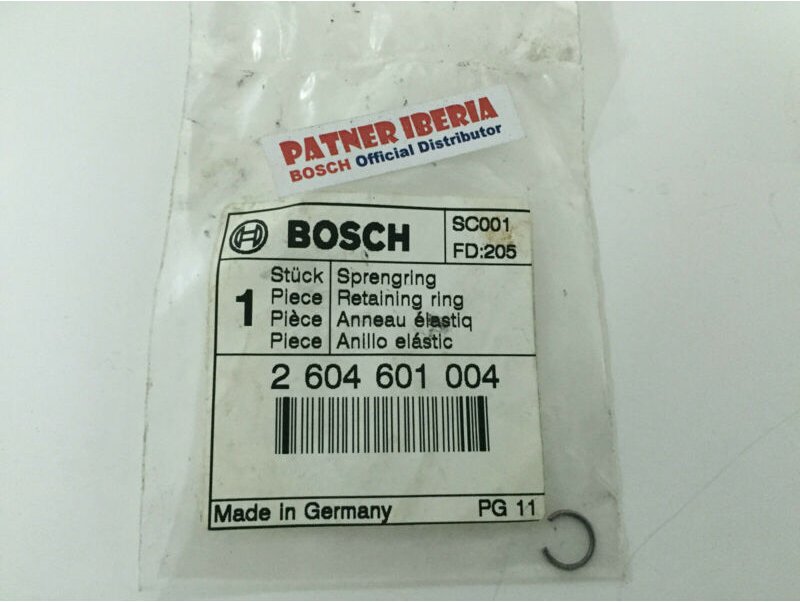 PATNER IBERIA
BOSCH Official Distributor
BOSCH
SC001
FD:205
1
Stück Sprengring
Piece Retaining ring
Pièce Anneau élastiq
Piece Anillo elástic
2 604 601 004
Made in Germany PG 11